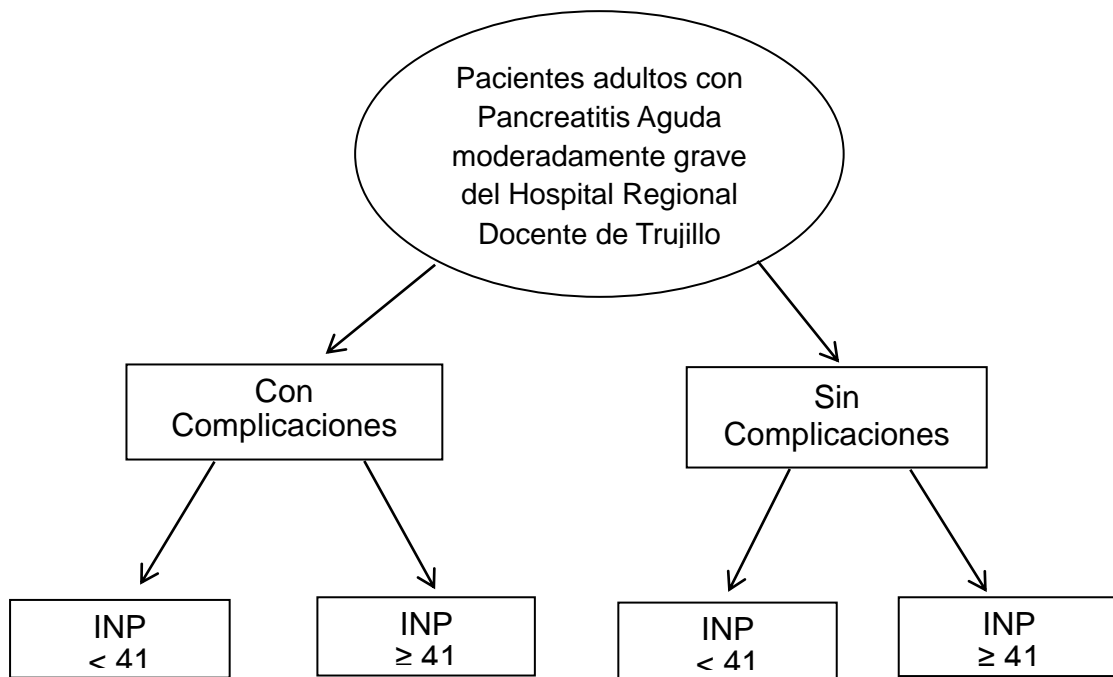 Pacientes adultos con
Pancreatitis Aguda
moderadamente grave
del Hospital Regional
Docente de Trujillo
Con
Complicaciones
Sin
Complicaciones
INP
< 41
INP
≥ 41
INP
< 41
INP
≥ 41